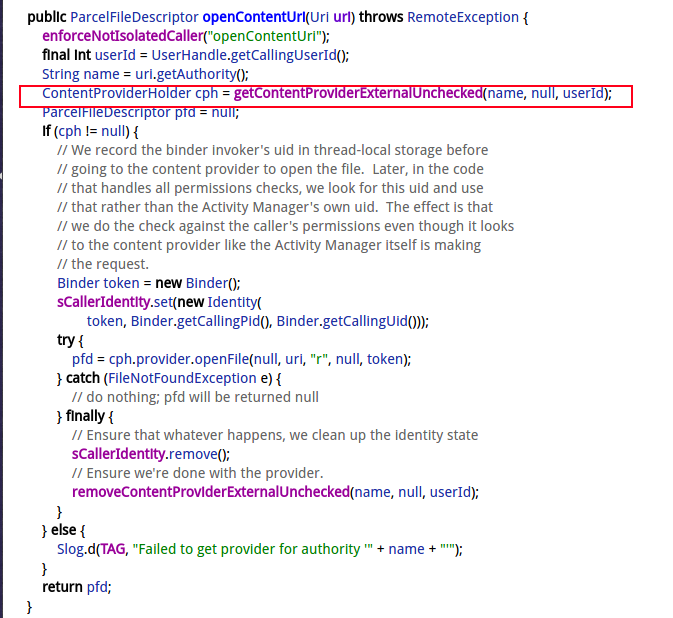 public ParcelFileDescriptor openContentUri(Uri uri) throws RemoteException {
enforceNotIsolatedCaller("openContentUri");
final int userId = UserHandle.getCallingUserId();
String name = uri.getAuthority();
ContentProviderHolder cph = getContentProviderExternalUnchecked(name, null, userId);
ParcelFileDescriptor pfd = null;
if (cph != null) {
// We record the binder invoker's uid in thread-local storage before
// going to the content provider to open the file.  Later, in the code
// that handles all permissions checks, we look for this uid and use
// that rather than the Activity Manager's own uid.  The effect is that
// we do the check against the caller's permissions even though it looks
// to the content provider like the Activity Manager itself is making
// the request.
Binder token = new Binder();
sCallerIdentity.set(new Identity(
token, Binder.getCallingPid(), Binder.getCallingUid()));
try {
pfd = cph.provider.openFile(null, uri, "r", null, token);
} catch (FileNotFoundException e) {
// do nothing; pfd will be returned null
} finally {
// Ensure that whatever happens, we clean up the identity state
sCallerIdentity.remove();
// Ensure we're done with the provider.
removeContentProviderExternalUnchecked(name, null, userId);
}
} else {
Slog.d(TAG, "Failed to get provider for authority '" + name + "'");
}
return pfd;
}